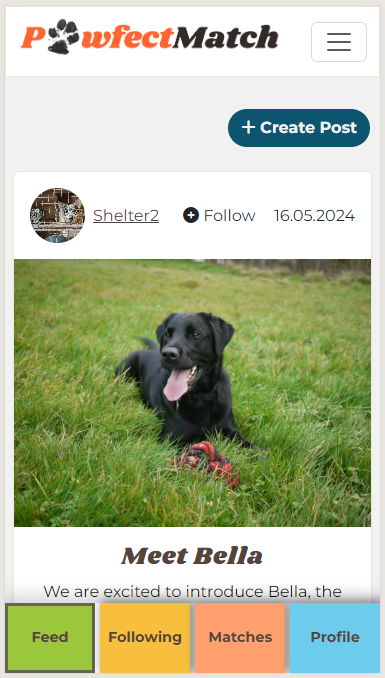 PawfectMatch
+ Create Post
Shelter2 Follow 16.05.2024
Meet Bella
We are excited to introduce Bella, the
Feed Following Matches Profile